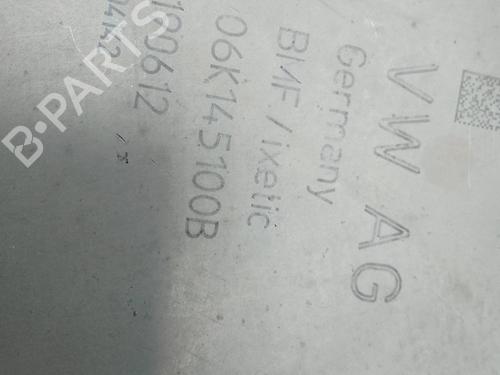 VW AG
Germany
BMF/ixetic
06K145100B
180612
B-PARTS